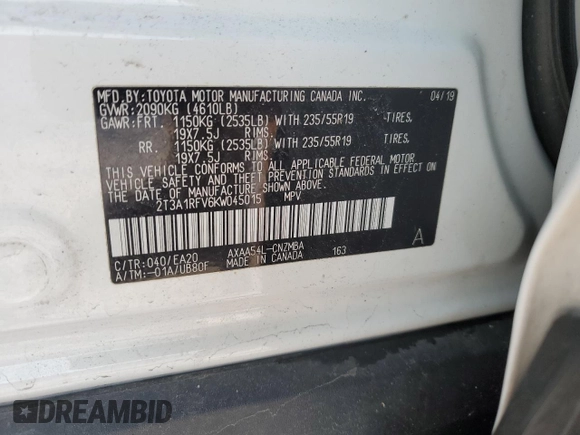 MFD.BY:TOYOTA MOTOR MANUFACTURING CANADA INC. 04/19
GVWR:2090KG (4610LB)
GAWR:FRT. 1150KG (2535LB) WITH 235/55R19 TIRES.
19X7.5J RIMS.
RR. 1150KG (2535LB) WITH 235/55R19 TIRES.
19X7.5J RIMS.
THIS VEHICLE CONFORMS TO ALL APPLICABLE FEDERAL MOTOR
VEHICLE SAFETY AND THEFT PREVENTION STANDARDS IN EFFECT ON
THE DATE OF MANUFACTURE SHOWN ABOVE.
2T3A1RFV6KW045015 MPV
C/TR:040/EA20 AXAA54L-CNZMBA 163 A
A/TM:-01A/UB80F MADE IN CANADA
DREAMBID